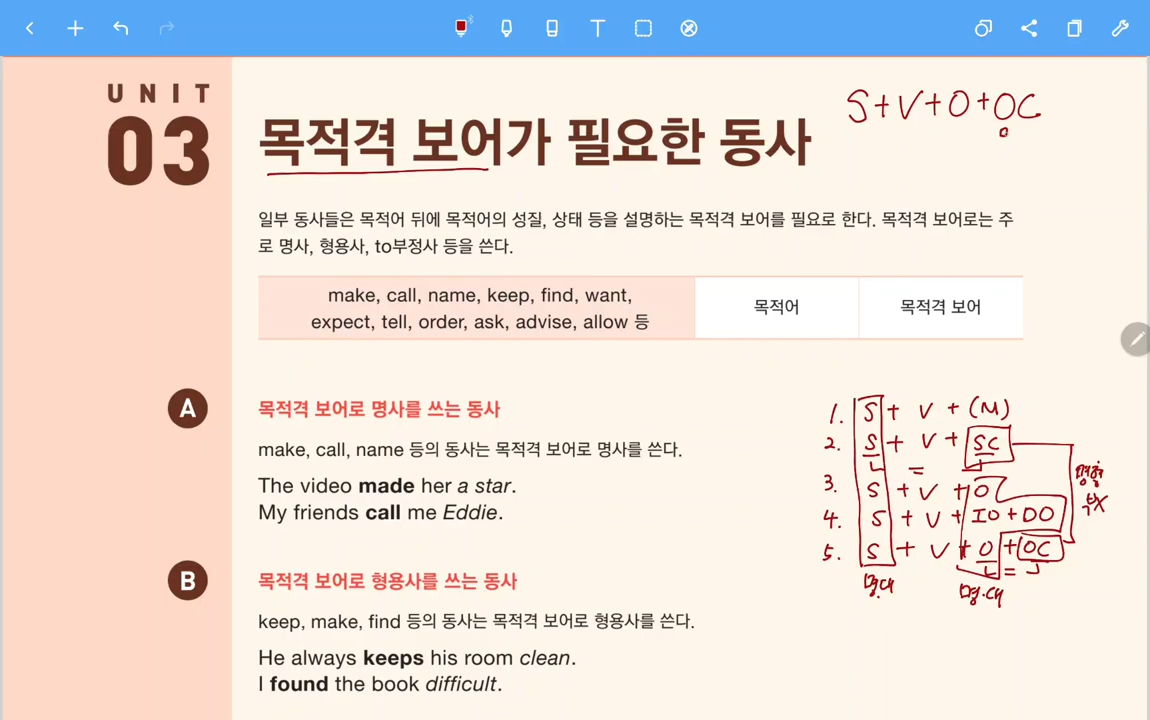 UNIT
03
목적격 보어가 필요한 동사
S+V+O+OC
일부 동사들은 목적어 뒤에 목적어의 성질, 상태 등을 설명하는 목적격 보어를 필요로 한다. 목적격 보어로는 주
로 명사, 형용사, to부정사 등을 쓴다.
make, call, name, keep, find, want,
expect, tell, order, ask, advise, allow 등
목적어
목적격 보어
A
목적격 보어로 명사를 쓰는 동사
make, call, name 등의 동사는 목적격 보어로 명사를 쓴다.
The video made her a star.
My friends call me Eddie.
B
목적격 보어로 형용사를 쓰는 동사
keep, make, find 등의 동사는 목적격 보어로 형용사를 쓴다.
He always keeps his room clean.
I found the book difficult.
1. S + V + (M)
2. S + V + SC
=
3. S + V + O
4. S + V + IO + DO
5. S + V + O + OC
=
명.대
명.대
부X